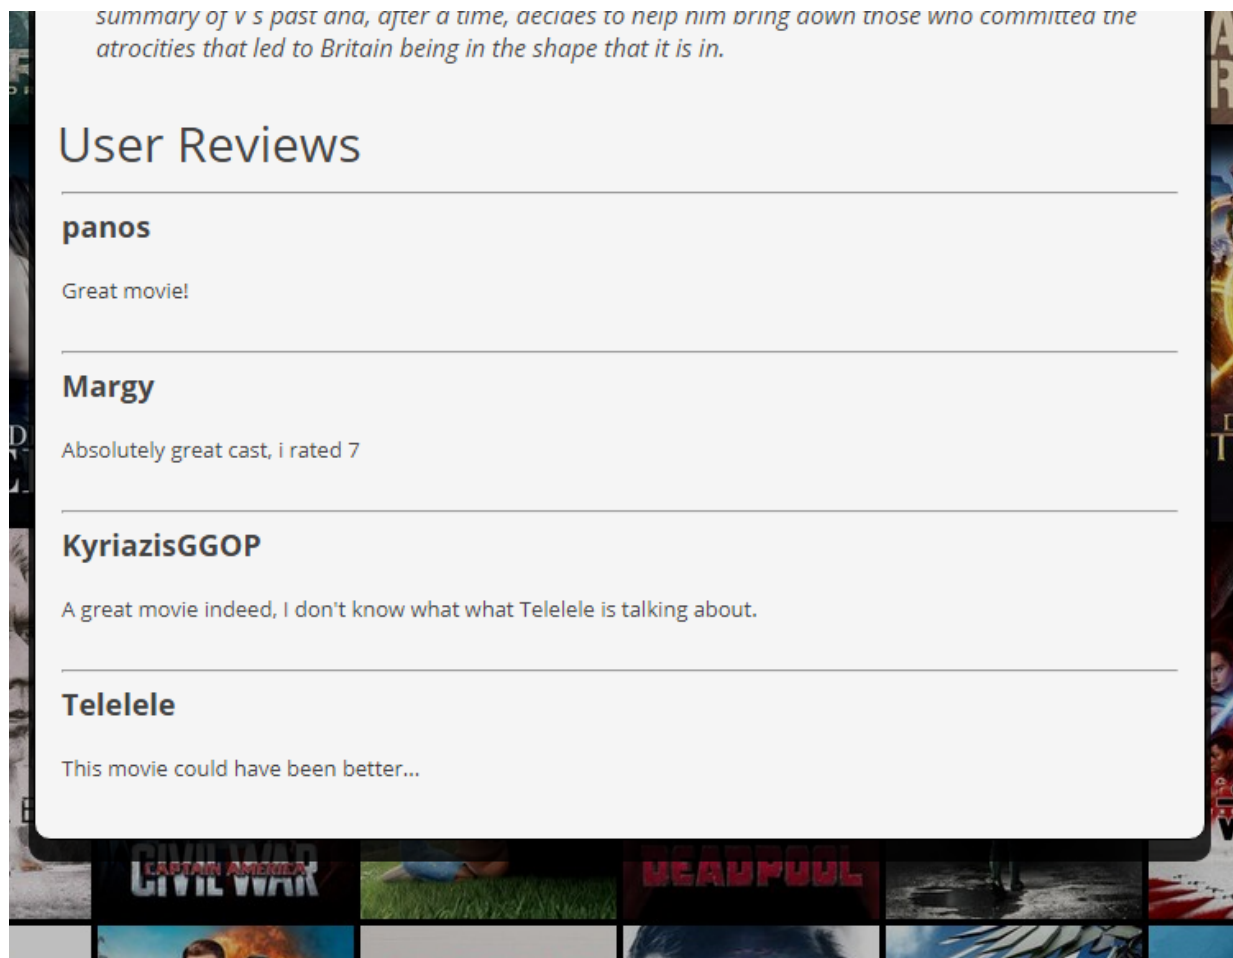 summary of V's past and, after a time, decides to help him bring down those who committed the
atrocities that led to Britain being in the shape that it is in.
User Reviews
panos
Great movie!
Margy
Absolutely great cast, i rated 7
KyriazisGGOP
A great movie indeed, I don't know what what Telelele is talking about.
Telelele
This movie could have been better...
CIVIL WAR
CAPTAIN AMERICA
DEADPOOL